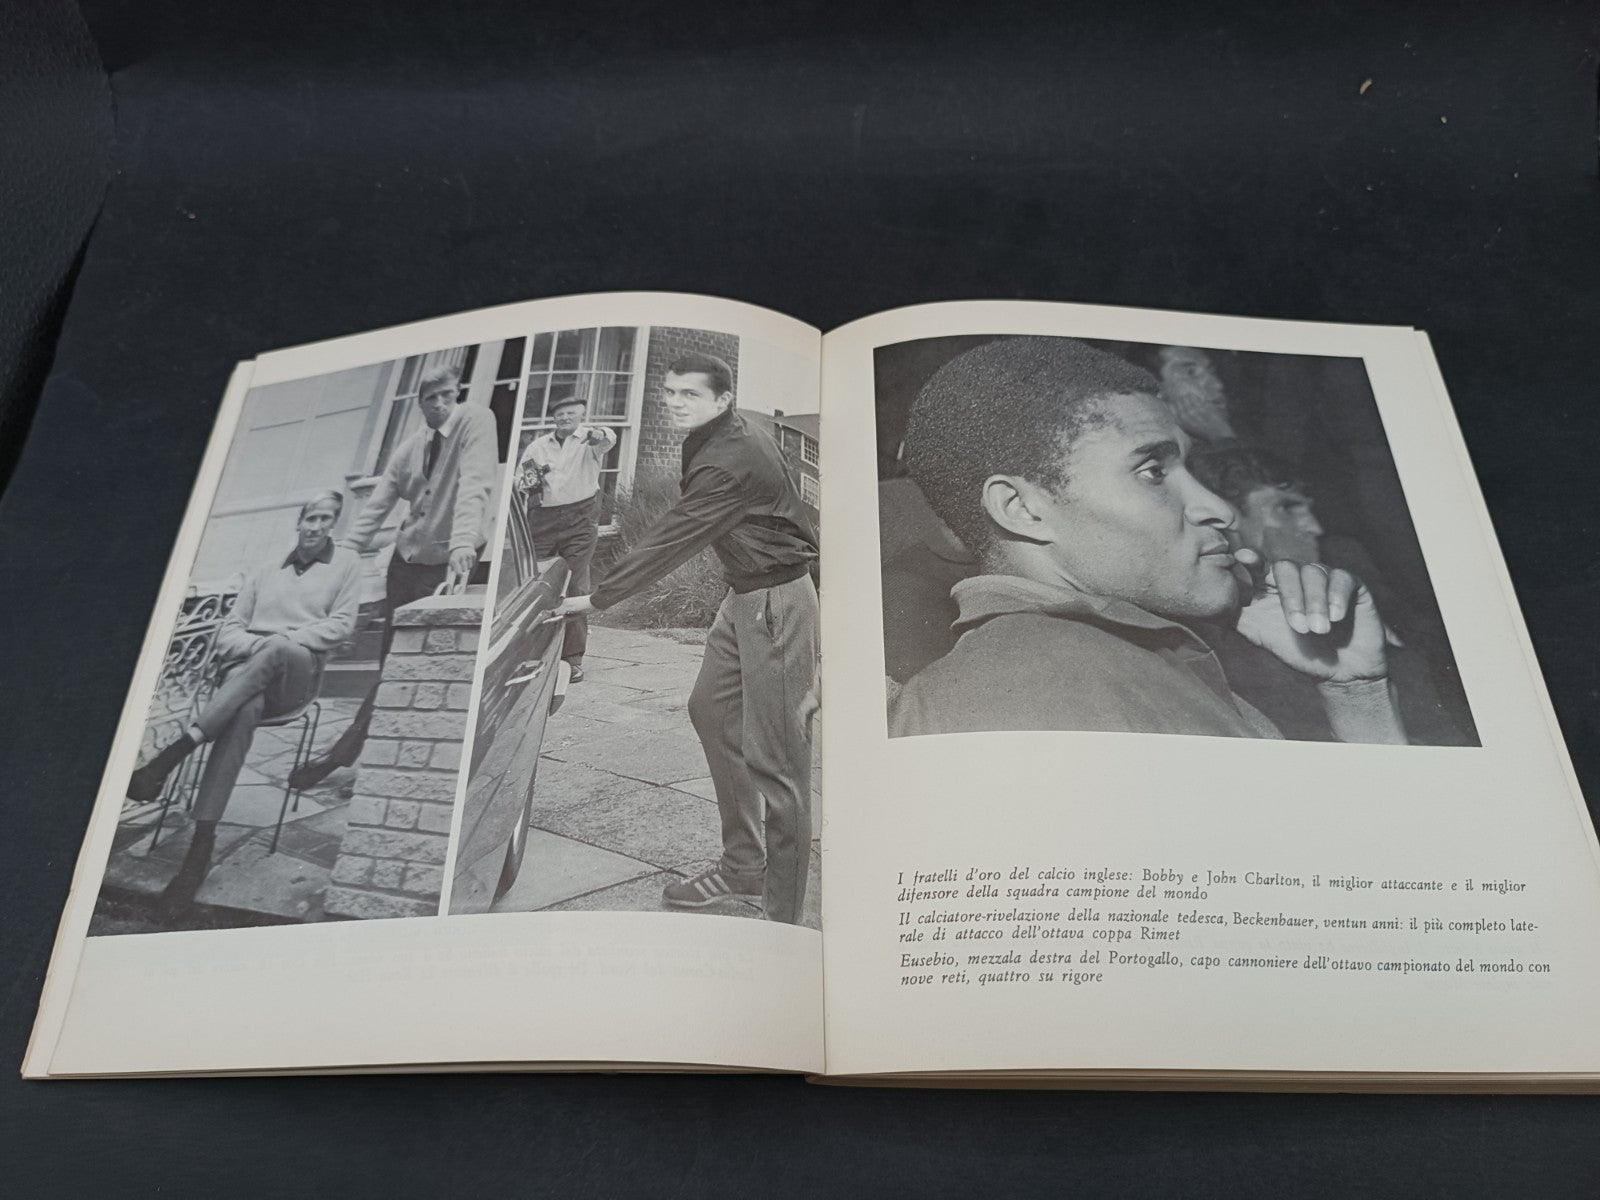 I fratelli d'oro del calcio inglese: Bobby e John Charlton, il miglior attaccante e il miglior
difensore della squadra campione del mondo
Il calciatore-rivelazione della nazionale tedesca, Beckenbauer, ventun anni: il più completo late-
rale di attacco dell'ottava coppa Rimet
Eusebio, mezzala destra del Portogallo, capo cannoniere dell'ottavo campionato del mondo con
nove reti, quattro su rigore